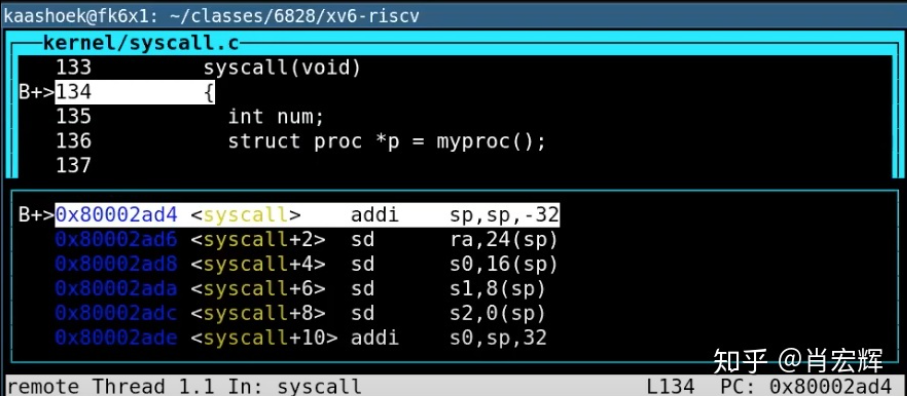 kaashoek@fk6x1: ~/classes/6828/xv6-riscv
kernel/syscall.c
133 syscall(void)
B+>134 {
135 int num;
136 struct proc *p = myproc();
137
B+>0x80002ad4 <syscall> addi sp,sp,-32
0x80002ad6 <syscall+2> sd ra,24(sp)
0x80002ad8 <syscall+4> sd s0,16(sp)
0x80002ada <syscall+6> sd s1,8(sp)
0x80002adc <syscall+8> sd s2,0(sp)
0x80002ade <syscall+10> addi s0,sp,32
知乎 @肖宏辉
remote Thread 1.1 In: syscall L134 PC: 0x80002ad4